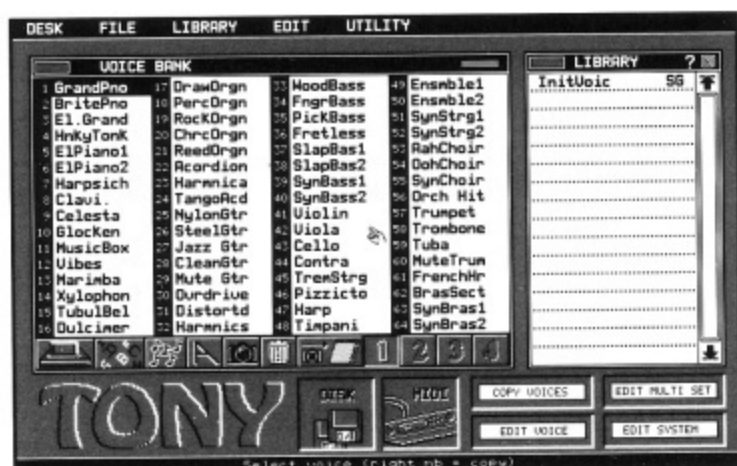 DESK FILE LIBRARY EDIT UTILITY
VOICE BANK
1 GrandPno
2 BritePno
3 El.Grand
4 HnKyTonK
5 ElPiano1
6 ElPiano2
7 Harpsich
8 Clavi.
9 Celesta
10 GlocKen
11 MusicBox
12 Vibes
13 Marimba
14 Xylophon
15 TubulBel
16 Dulcimer
17 DrawOrgn
18 PercOrgn
19 RocKOrgn
20 ChrcOrgn
21 ReedOrgn
22 Acordion
23 Harmnica
24 TangoAcd
25 NylonGtr
26 SteelGtr
27 Jazz Gtr
28 CleanGtr
29 Mute Gtr
30 Ovrdrive
31 Distortd
32 Harmnics
33 WoodBass
34 FngrBass
35 PicKBass
36 Fretless
37 SlapBas1
38 SlapBas2
39 SynBass1
40 SynBass2
41 Violin
42 Viola
43 Cello
44 Contra
45 TremStrg
46 Pizzicto
47 Harp
48 Timpani
49 Ensmble1
50 Ensmble2
51 SynStrg1
52 SynStrg2
53 AahChoir
54 OohChoir
55 SynChoir
56 Orch Hit
57 Trumpet
58 Trombone
59 Tuba
60 MuteTrum
61 FrenchHr
62 BrasSect
63 SynBras1
64 SynBras2
1 2 3 4
LIBRARY ?
InitVoic SG
TONY
DISK
MIDI
COPY VOICES
EDIT MULTI SET
EDIT VOICE
EDIT SYSTEM
Select voice (right mb = copy)